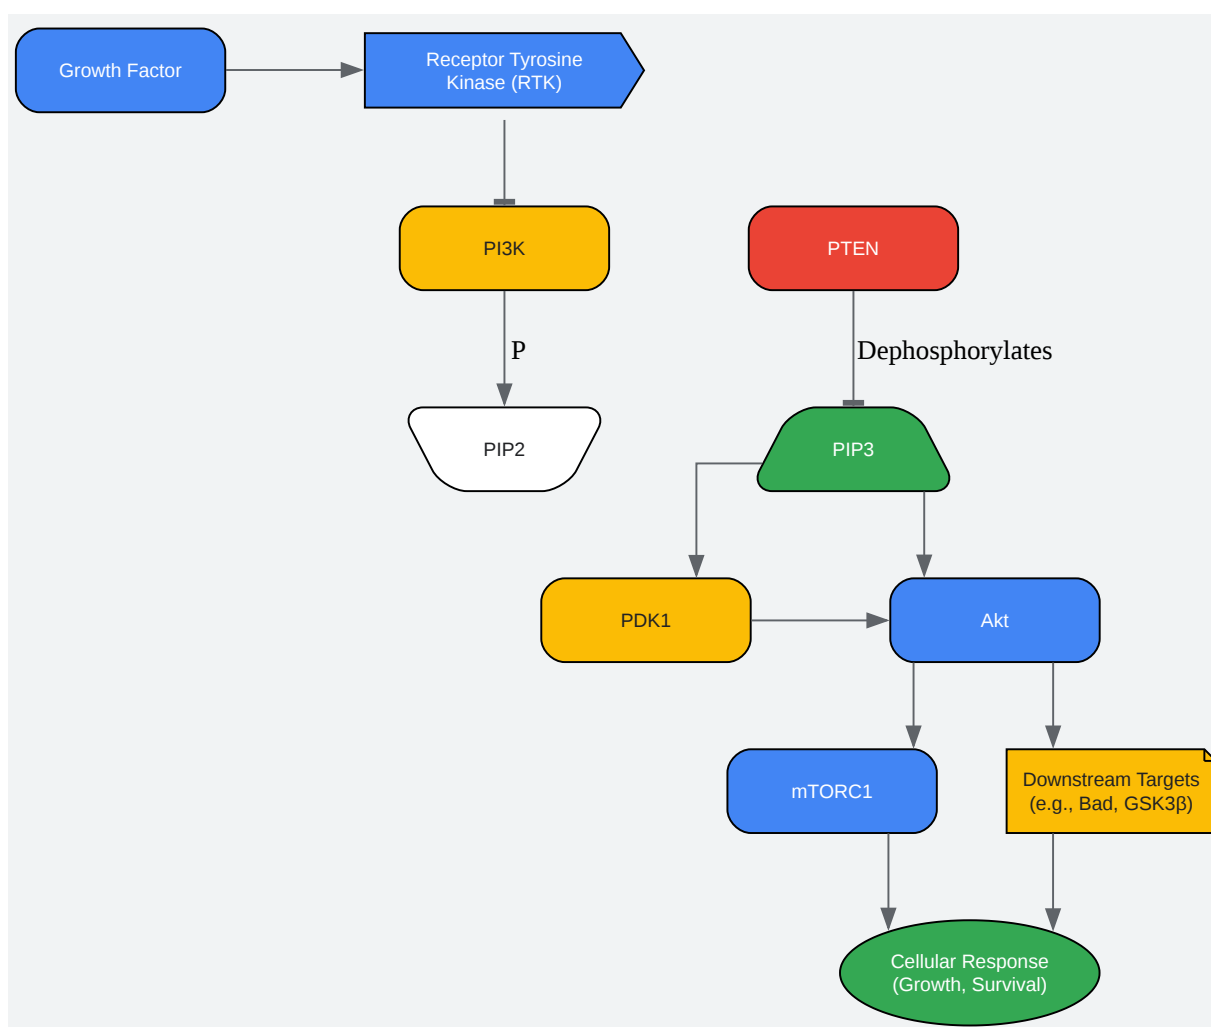 Growth Factor
Receptor Tyrosine
Kinase (RTK)
PI3K
PTEN
P
Dephosphorylates
PIP2
PIP3
PDK1
Akt
mTORC1
Downstream Targets
(e.g., Bad, GSK3β)
Cellular Response
(Growth, Survival)